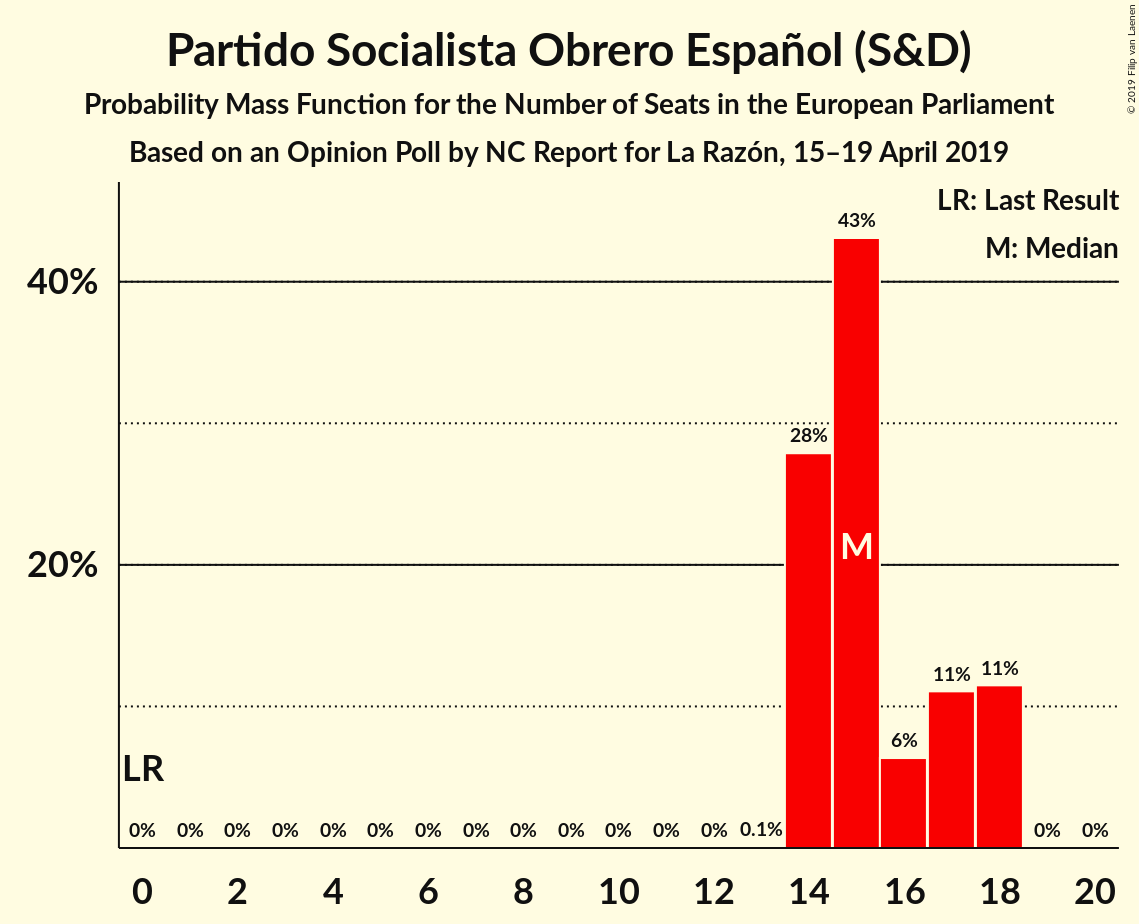 Partido Socialista Obrero Español (S&D)
Probability Mass Function for the Number of Seats in the European Parliament
Based on an Opinion Poll by NC Report for La Razón, 15–19 April 2019
© 2019 Filip van Laenen
LR: Last Result
M: Median
43%
40%
28%
M
20%
11% 11%
6%
LR
0% 0% 0% 0% 0% 0% 0% 0% 0% 0% 0% 0% 0% 0.1% 0% 0%
0 2 4 6 8 10 12 14 16 18 20